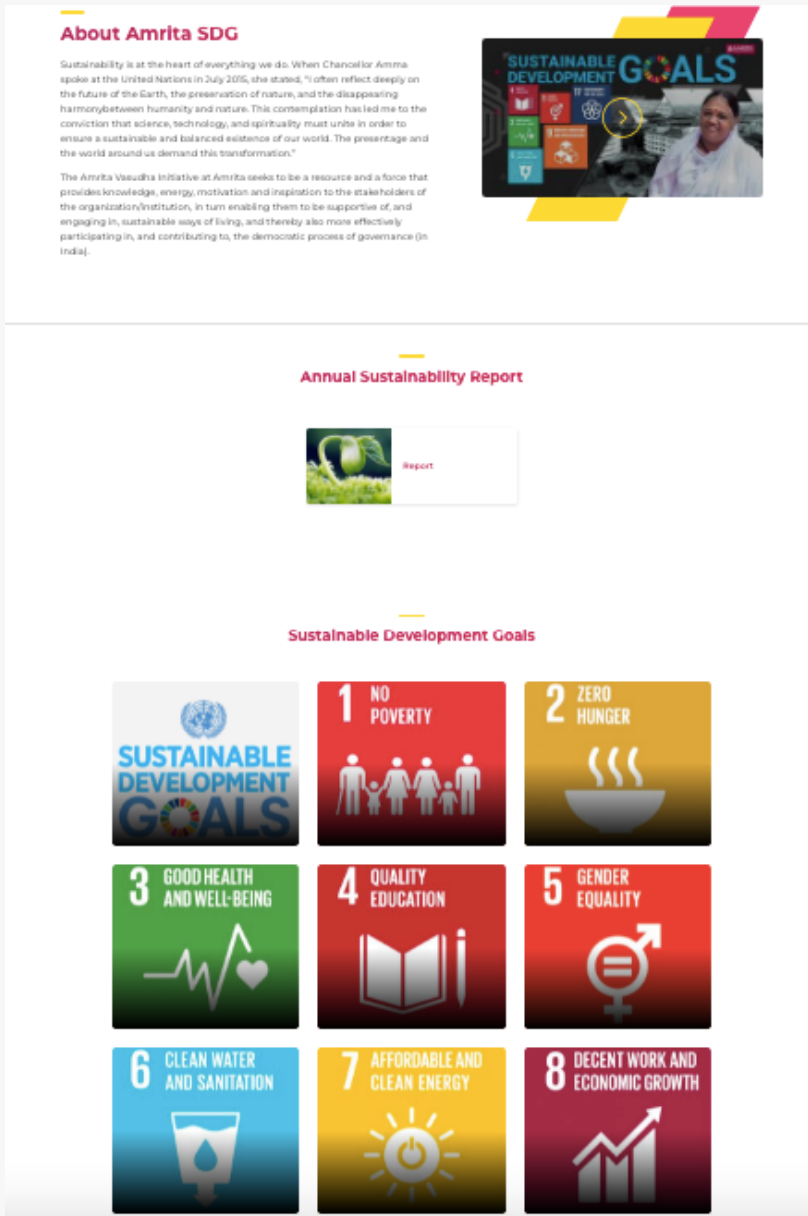 About Amrita SDG
Sustainability is at the heart of everything we do. When Chancellor Amma
spoke at the United Nations in July 2015, she stated, "I often reflect deeply on
the future of the Earth, the preservation of nature, and the disappearing
harmonybetween humanity and nature. This contemplation has led me to the
conviction that science, technology, and spirituality must unite in order to
ensure a sustainable and balanced existence of our world. The presentage and
the world around us demand this transformation."
The Amrita Vasudha Initiative at Amrita seeks to be a resource and a force that
provides knowledge, energy, motivation and inspiration to the stakeholders of
the organization/institution, in turn enabling them to be supportive of, and
engaging in, sustainable ways of living, and thereby also more effectively
participating in, and contributing to, the democratic process of governance (in
India).
SUSTAINABLE
DEVELOPMENT GOALS
Annual Sustainability Report
Report
Sustainable Development Goals
SUSTAINABLE
DEVELOPMENT
GOALS
1 NO
POVERTY
2 ZERO
HUNGER
3 GOOD HEALTH
AND WELL-BEING
4 QUALITY
EDUCATION
5 GENDER
EQUALITY
6 CLEAN WATER
AND SANITATION
7 AFFORDABLE AND
CLEAN ENERGY
8 DECENT WORK AND
ECONOMIC GROWTH